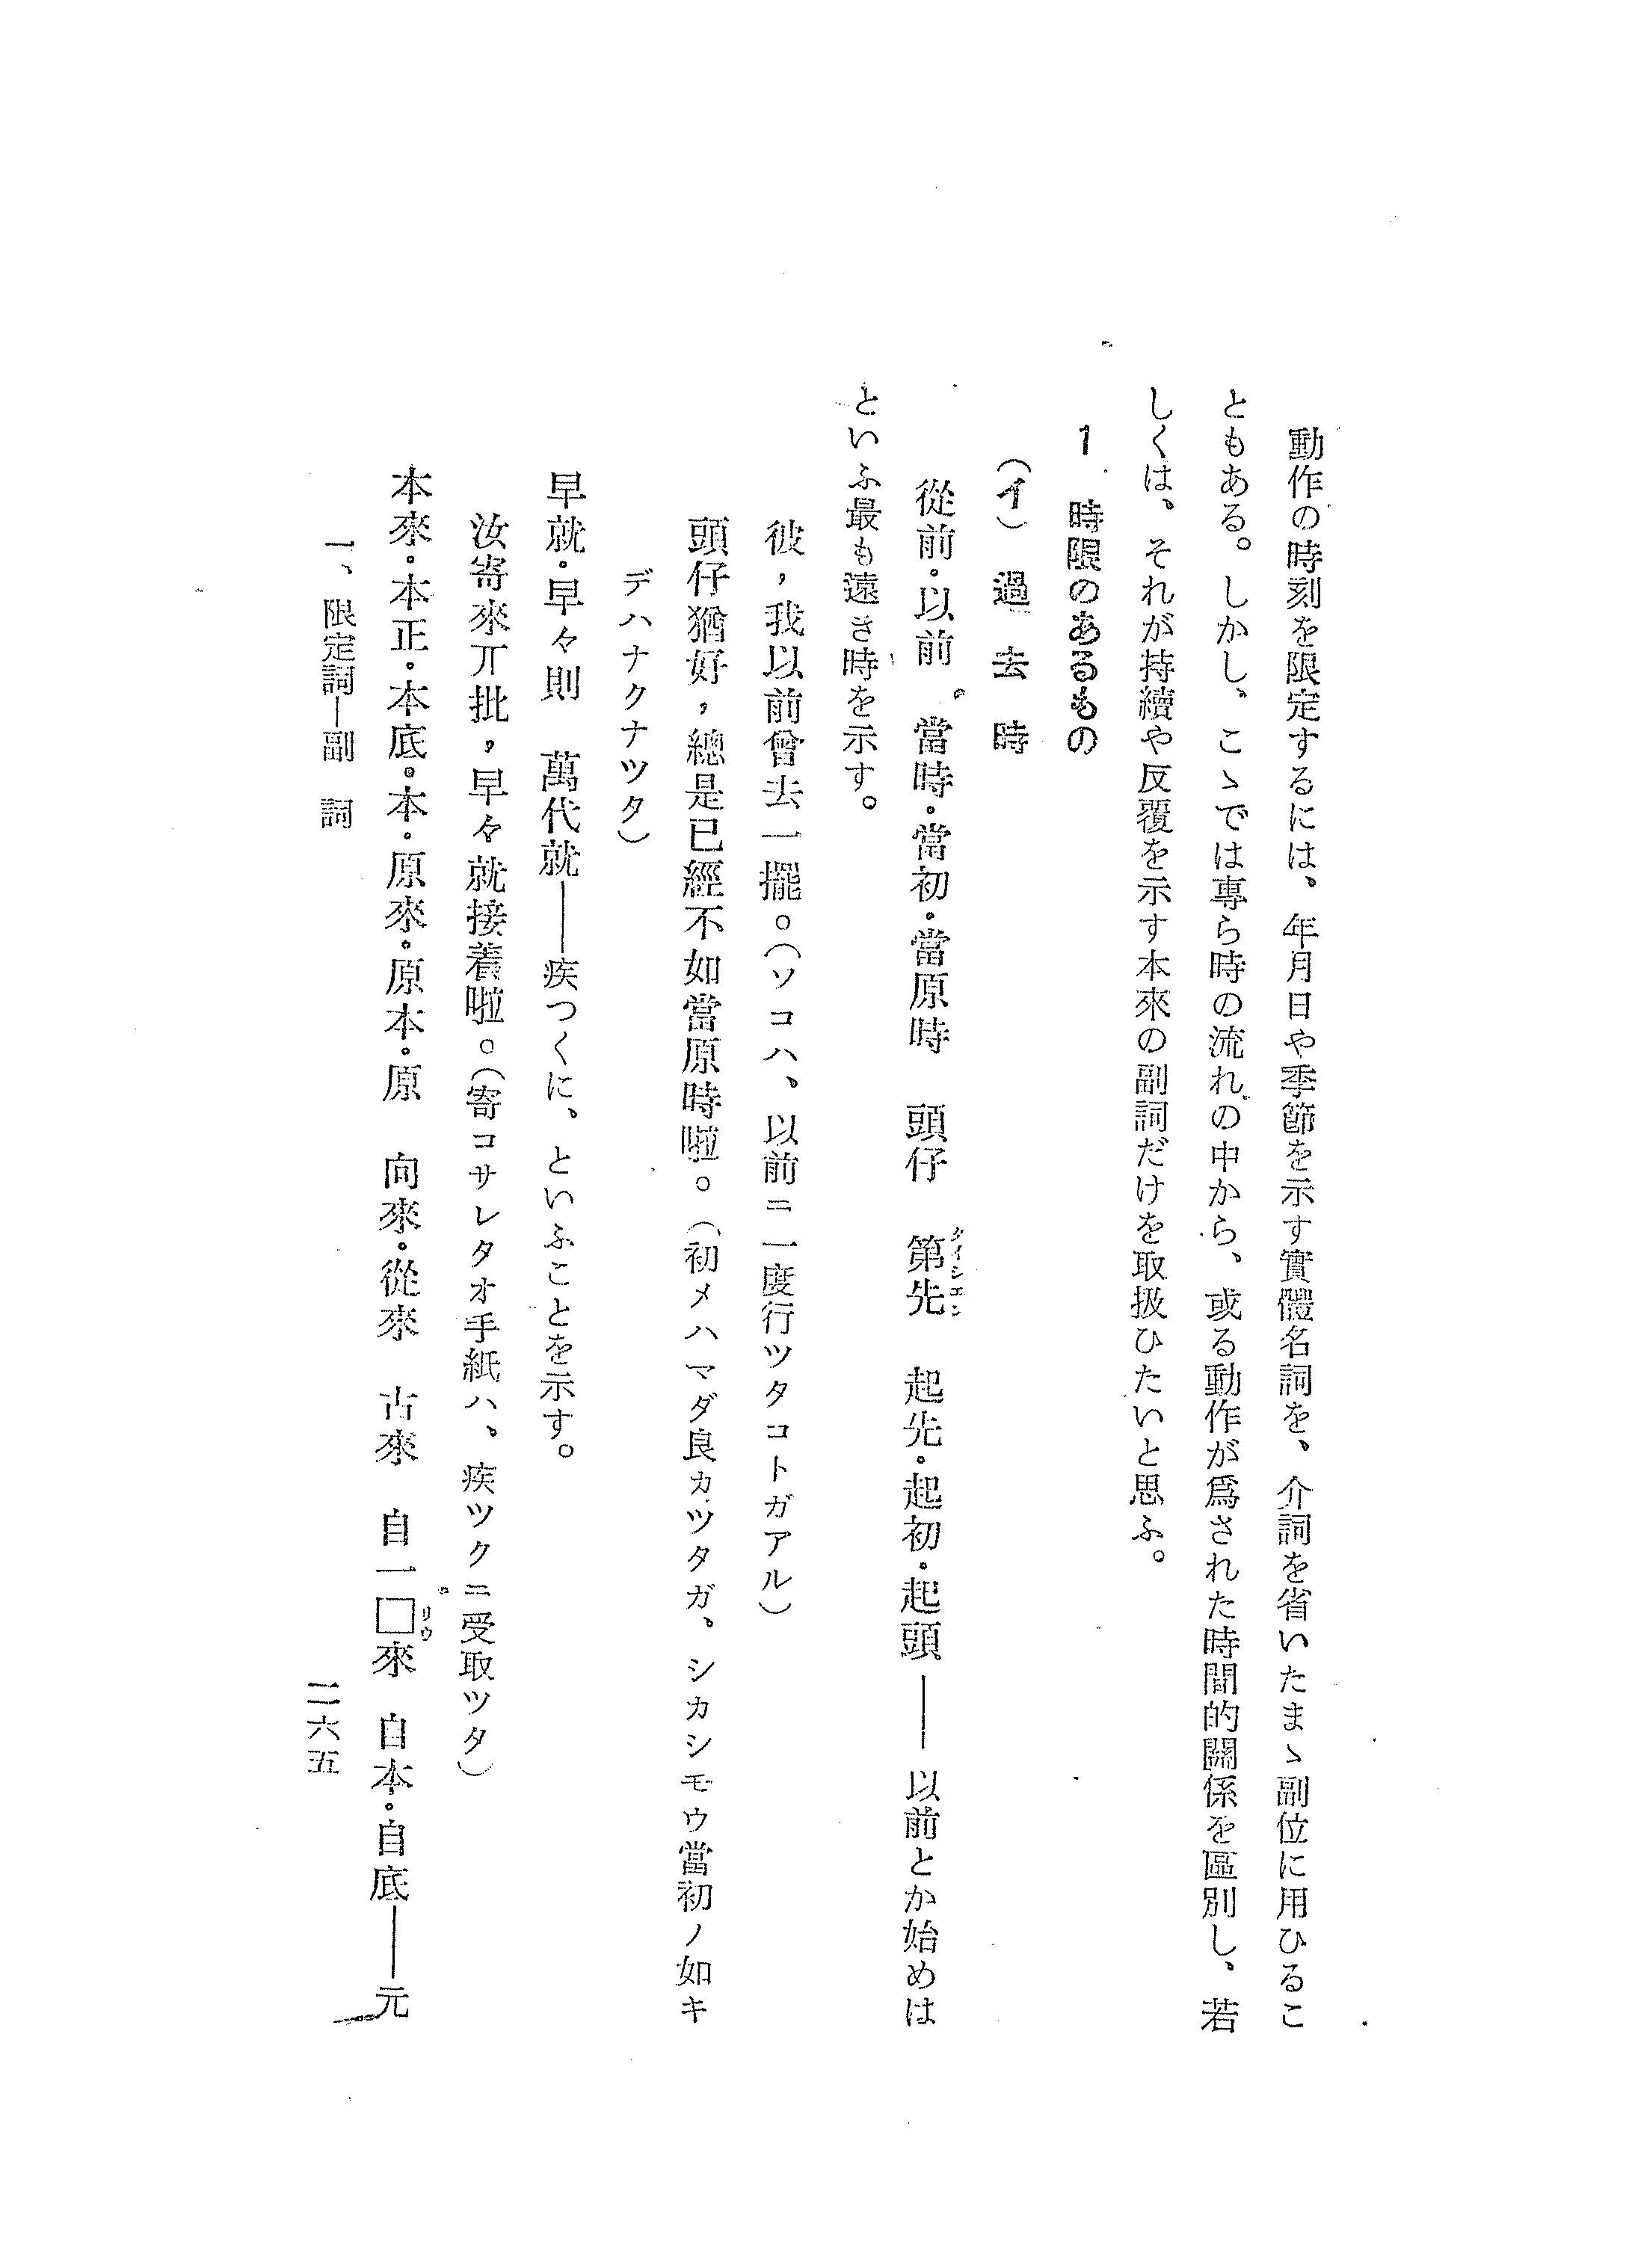 動作の時刻を限定するには、年月日や季節を示す實體名詞を、介詞を省いたまゝ副位に用ひるこ
ともある。しかし、こゝでは專ら時の流れの中から、或る動作が爲された時間的關係を區別し、若
しくは、それが持續や反覆を示す本來の副詞だけを取扱ひたいと思ふ。
1 時限のあるもの
(イ) 過去時
從前・以前 當時・當初・當原時 頭仔 第先 起先・起初・起頭――以前とか始めは
タイシエン
といふ最も遠き時を示す。
彼，我以前曾去一擺。(ソコハ、以前ニ一度行ツタコトガアル)
頭仔猶好，總是已經不如當原時啦。(初メハマダ良カツタガ、シカシモウ當初ノ如キ
デハナクナツタ)
早就・早々則 萬代就――疾つくに、といふことを示す。
汝寄來丌批，早々就接着啦。(寄コサレタオ手紙ハ、疾ツクニ受取ツタ)
本來・本正・本底・本・原來・原本・原 向來・從來 古來 自一□來 自本・自底――元
リウ
一、限定詞―副 詞
二六五